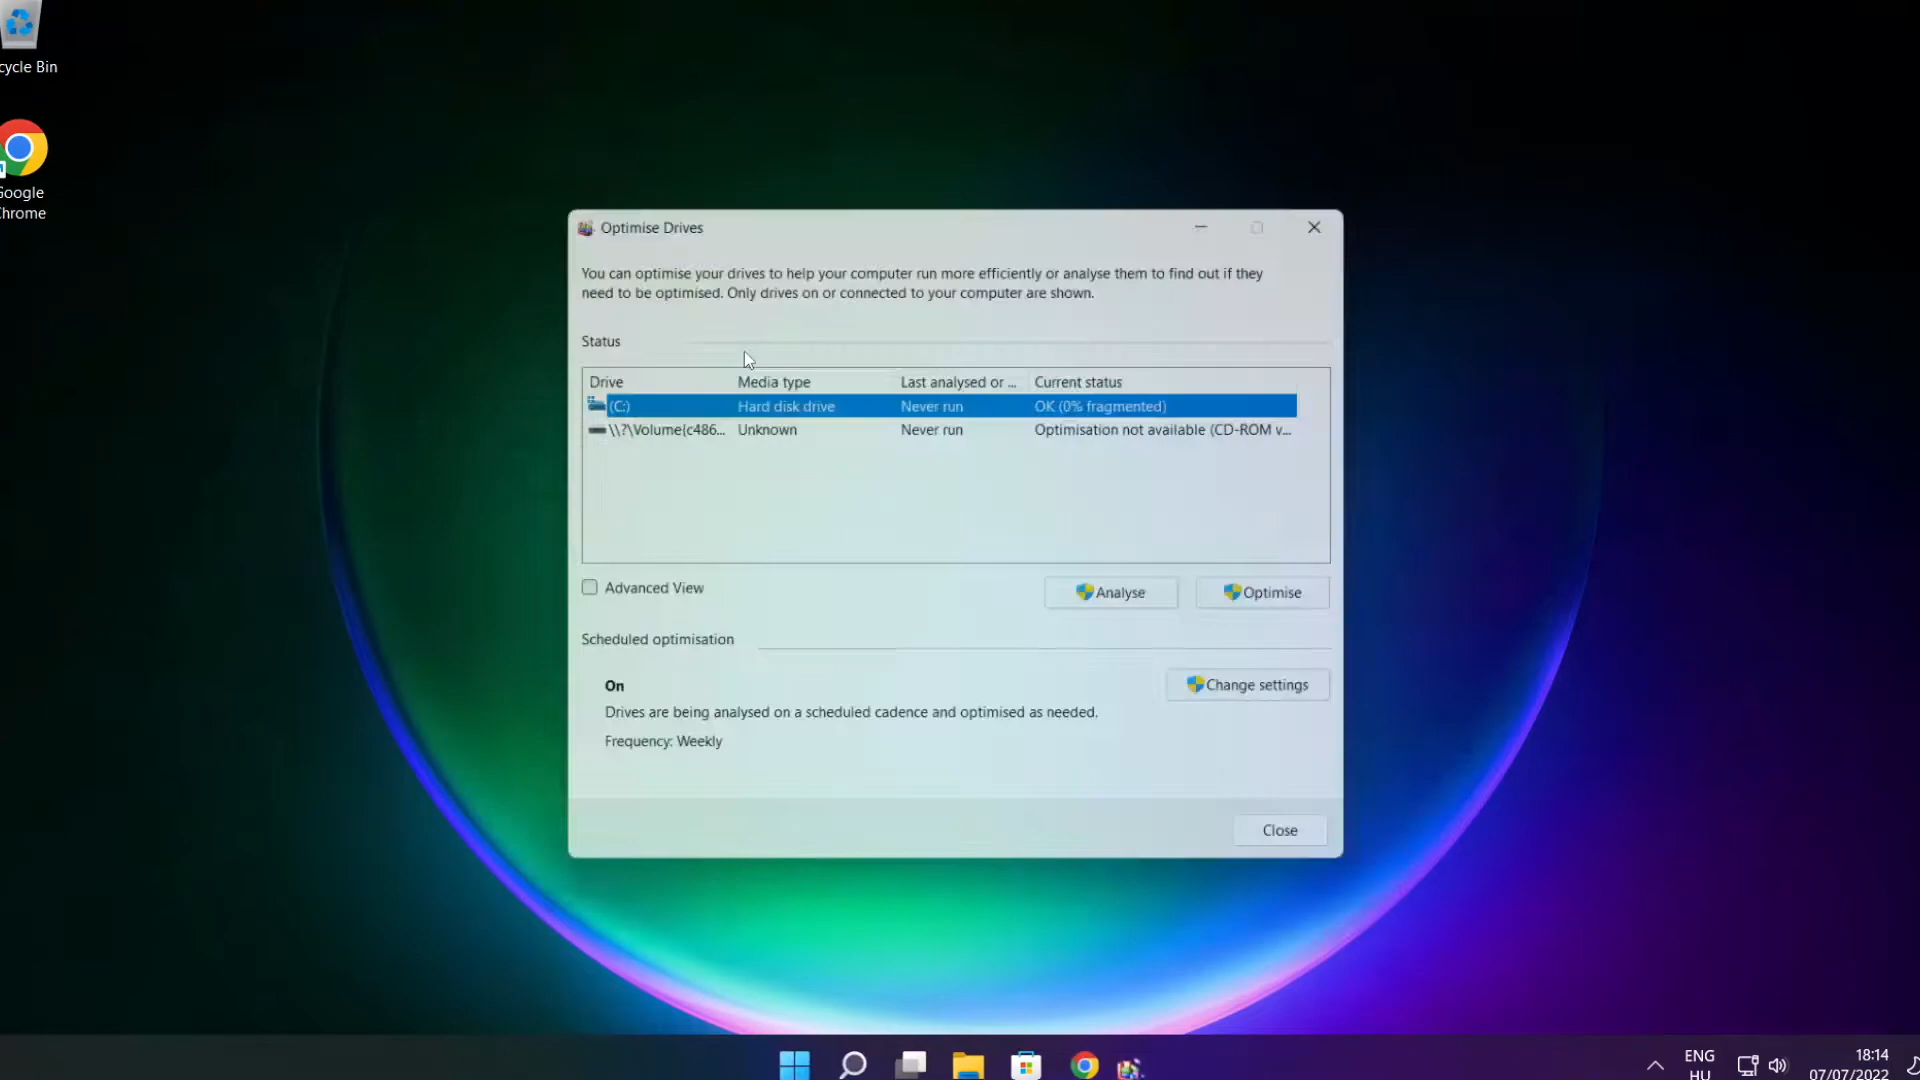 cycle Bin
Google
Chrome
Optimise Drives
You can optimise your drives to help your computer run more efficiently or analyse them to find out if they
need to be optimised. Only drives on or connected to your computer are shown.
Status
Drive Media type Last analysed or ... Current status
(C:) Hard disk drive Never run OK (0% fragmented)
\\?\Volume{c486... Unknown Never run Optimisation not available (CD-ROM v...
Advanced View
Analyse
Optimise
Scheduled optimisation
On
Change settings
Drives are being analysed on a scheduled cadence and optimised as needed.
Frequency: Weekly
Close
ENG
HU
18:14
07/07/2022